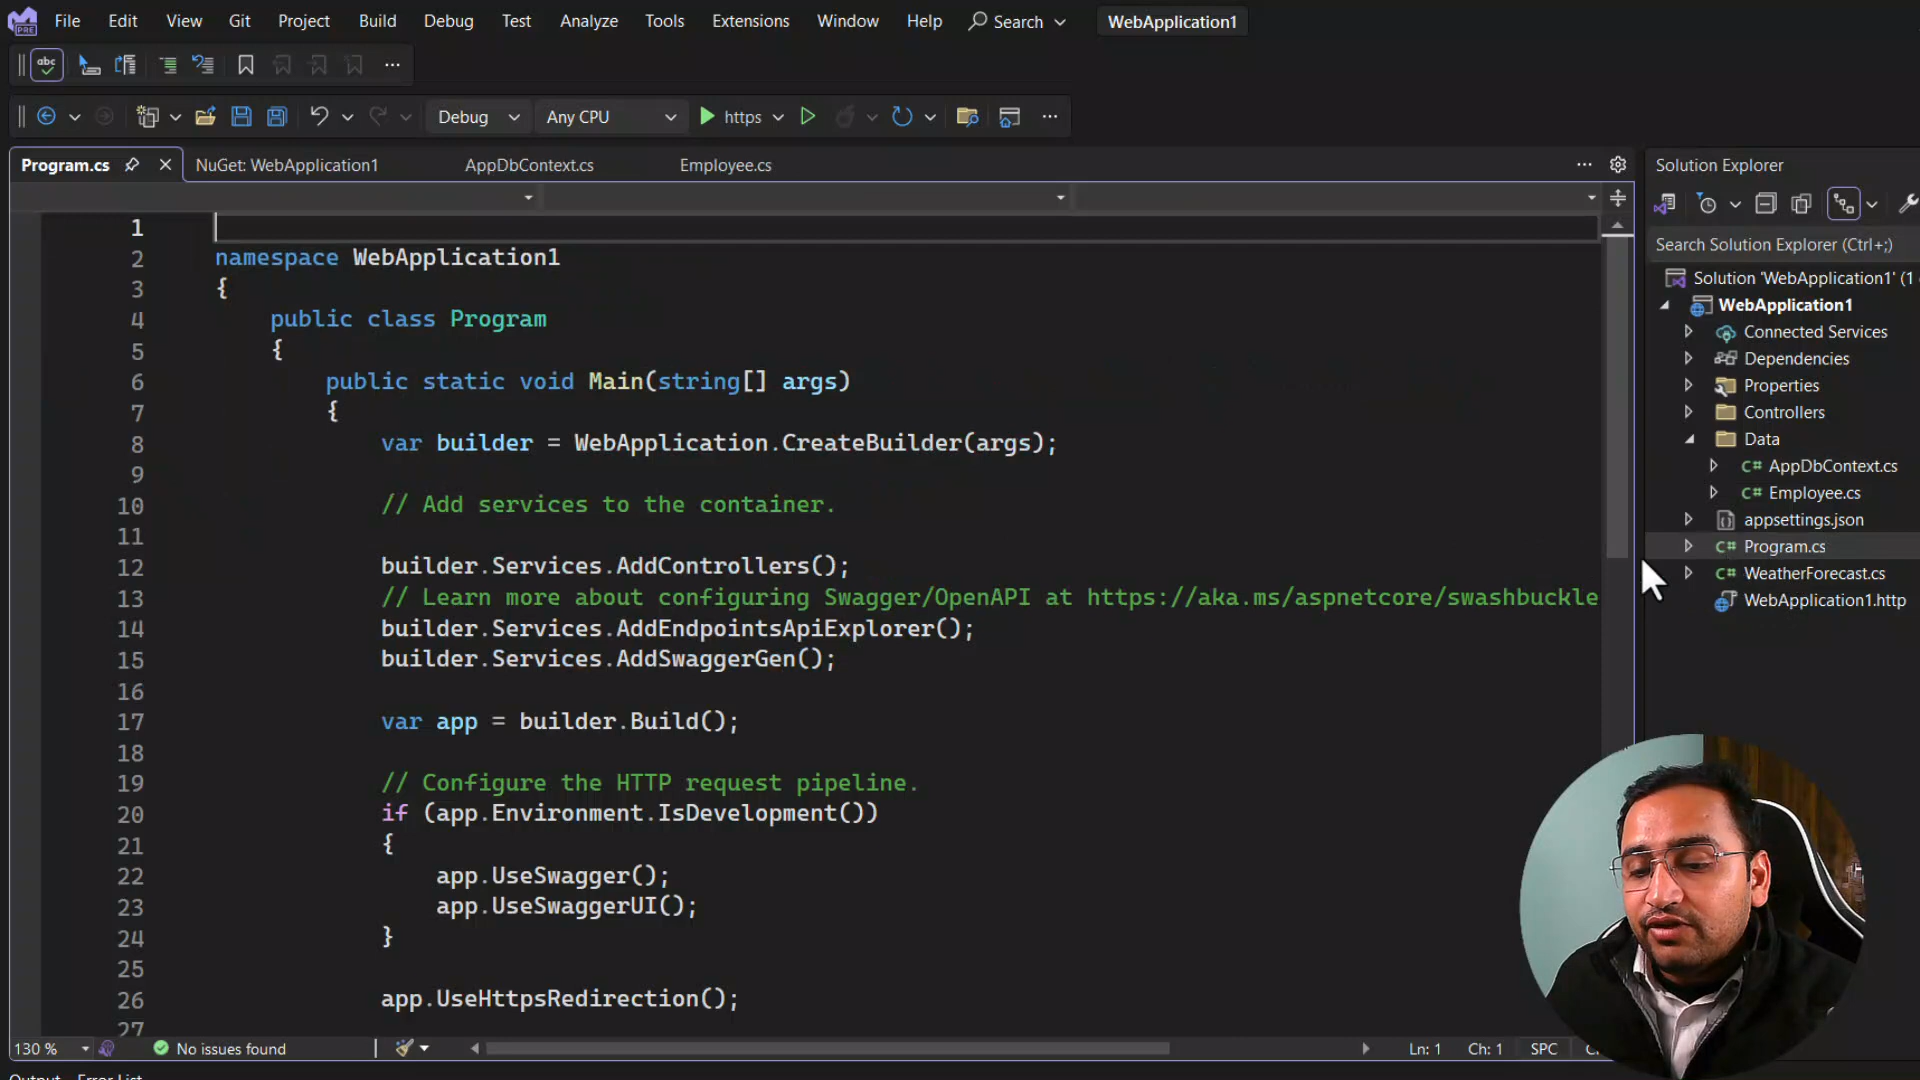 File Edit View Git Project Build Debug Test Analyze Tools Extensions Window Help Search WebApplication1
Debug Any CPU https
Program.cs NuGet: WebApplication1 AppDbContext.cs Employee.cs
1
2 namespace WebApplication1
3 {
4 public class Program
5 {
6 public static void Main(string[] args)
7 {
8 var builder = WebApplication.CreateBuilder(args);
9
10 // Add services to the container.
11
12 builder.Services.AddControllers();
13 // Learn more about configuring Swagger/OpenAPI at https://aka.ms/aspnetcore/swashbuckle
14 builder.Services.AddEndpointsApiExplorer();
15 builder.Services.AddSwaggerGen();
16
17 var app = builder.Build();
18
19 // Configure the HTTP request pipeline.
20 if (app.Environment.IsDevelopment())
21 {
22 app.UseSwagger();
23 app.UseSwaggerUI();
24 }
25
26 app.UseHttpsRedirection();
27
130 % No issues found Ln: 1 Ch: 1 SPC
Output Error List
Solution Explorer
Search Solution Explorer (Ctrl+;)
Solution 'WebApplication1' (1
WebApplication1
Connected Services
Dependencies
Properties
Controllers
Data
C# AppDbContext.cs
C# Employee.cs
appsettings.json
C# Program.cs
C# WeatherForecast.cs
WebApplication1.http